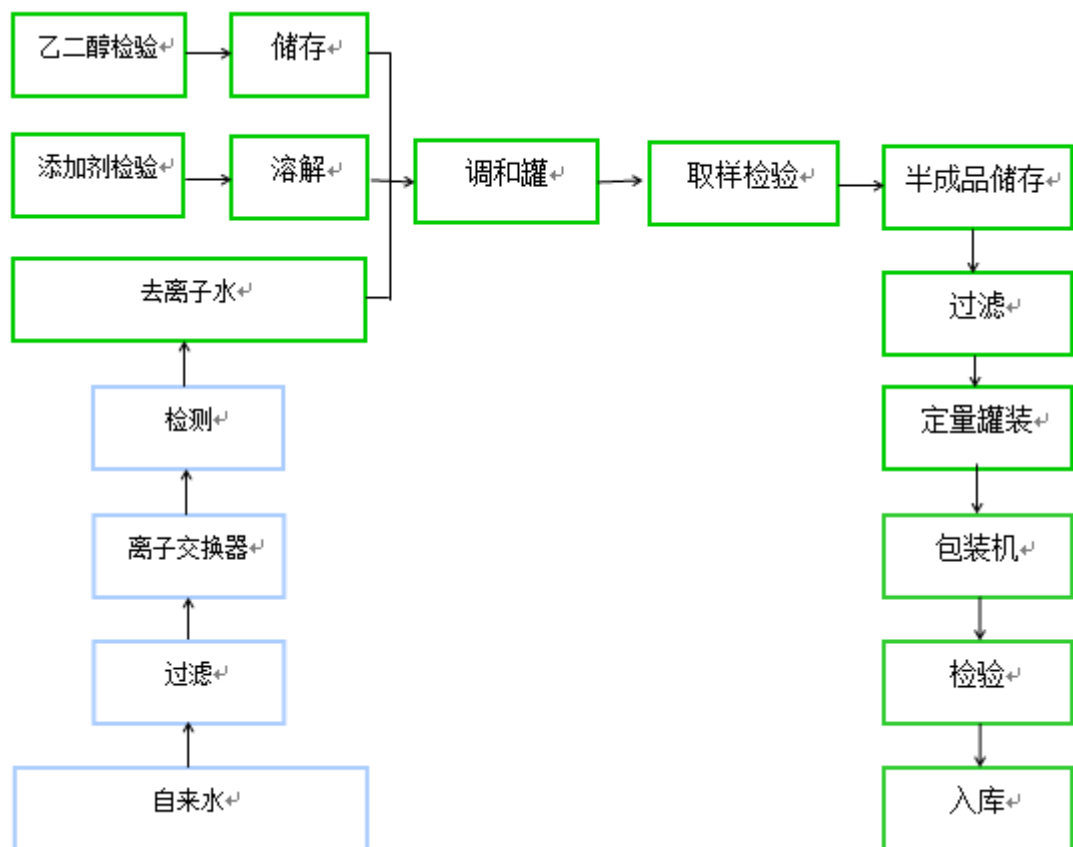 乙二醇检验↵
储存↵
添加剂检验↵
溶解↵
调和罐↵
取样检验↵
半成品储存↵
去离子水↵
过滤↵
检测↵
定量罐装↵
离子交换器↵
包装机↵
过滤↵
检验↵
自来水↵
入库↵